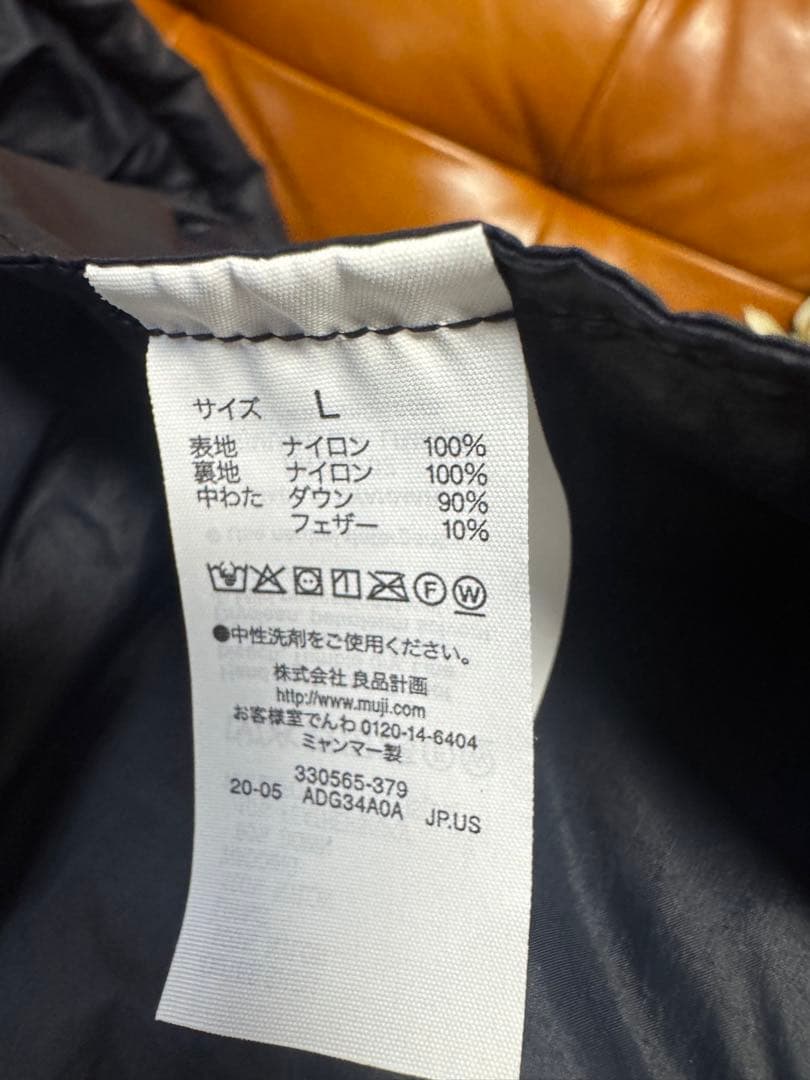 サイズ L
表地 ナイロン 100%
裏地 ナイロン 100%
中わた ダウン 90%
フェザー 10%
F W
●中性洗剤をご使用ください。
株式会社 良品計画
http://www.muji.com
お客様室でんわ 0120-14-6404
ミャンマー製
330565-379
20-05 ADG34A0A JP.US